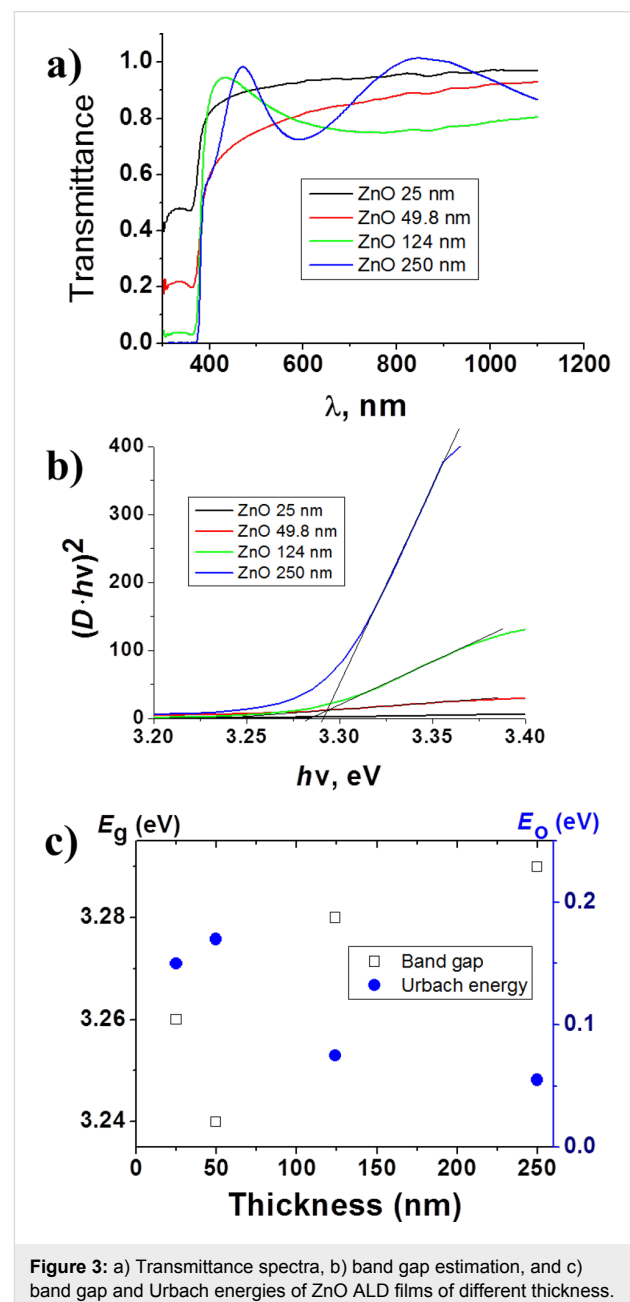 a)
1.0
0.8
0.6
0.4
0.2
0.0
Transmittance
ZnO 25 nm
ZnO 49.8 nm
ZnO 124 nm
ZnO 250 nm
400 600 800 1000 1200
λ, nm
b)
400
300
200
100
0
(D·hv)²
ZnO 25 nm
ZnO 49.8 nm
ZnO 124 nm
ZnO 250 nm
3.20 3.25 3.30 3.35 3.40
hv, eV
c)
Eg (eV)
Eo (eV)
3.28
3.26
3.24
0.2
0.1
0.0
Band gap
Urbach energy
0 50 100 150 200 250
Thickness (nm)
Figure 3: a) Transmittance spectra, b) band gap estimation, and c)
band gap and Urbach energies of ZnO ALD films of different thickness.